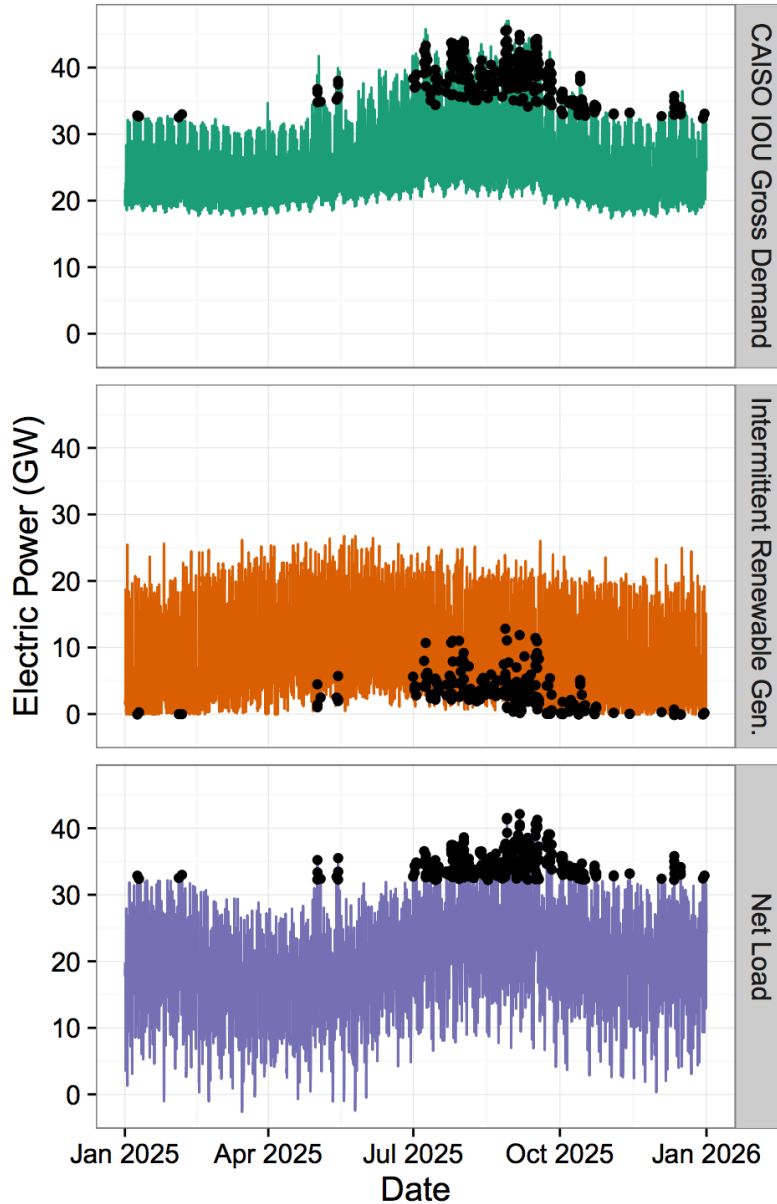 Electric Power (GW)
40
30
20
10
0
CAISO IOU Gross Demand
40
30
20
10
0
Intermittent Renewable Gen.
40
30
20
10
0
Net Load
Jan 2025 Apr 2025 Jul 2025 Oct 2025 Jan 2026
Date